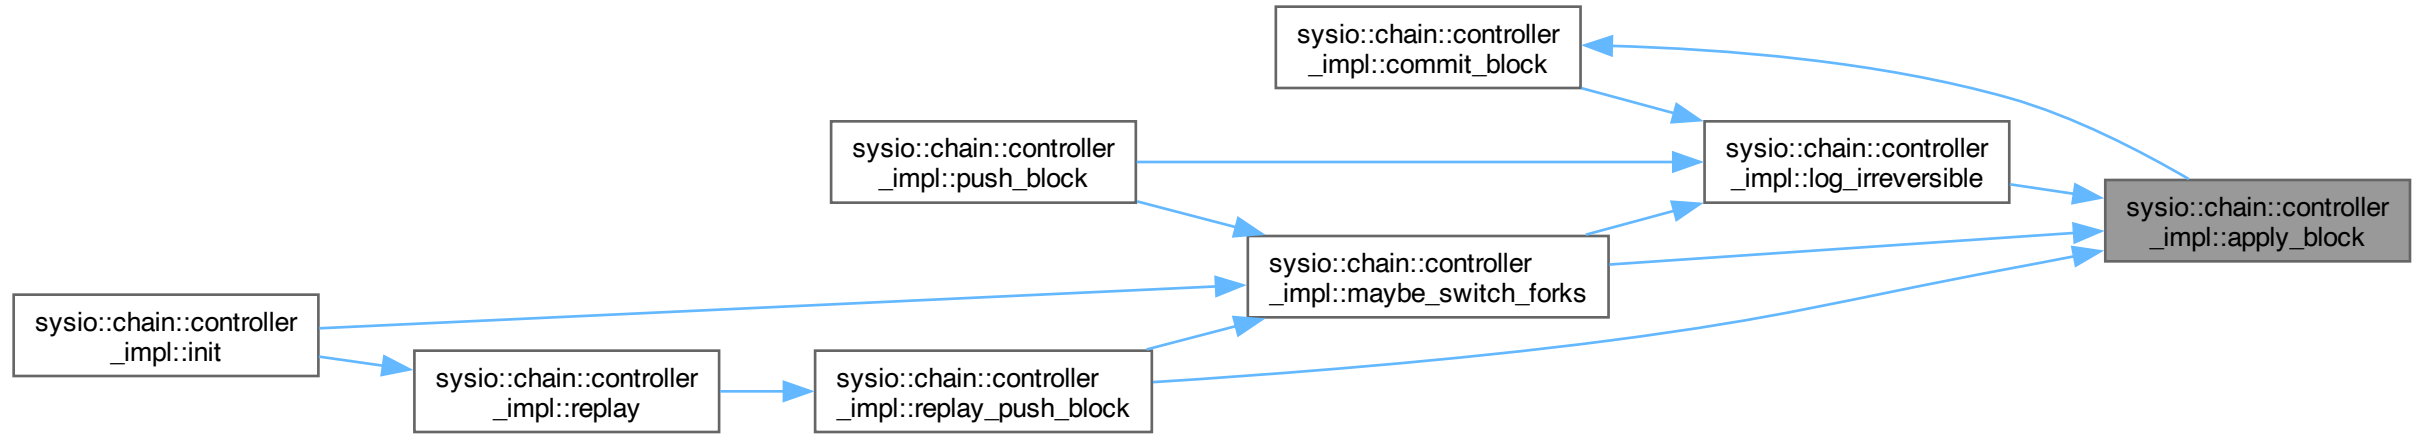 sysio::chain::controller
_impl::commit_block
sysio::chain::controller
_impl::push_block
sysio::chain::controller
_impl::log_irreversible
sysio::chain::controller
_impl::apply_block
sysio::chain::controller
_impl::maybe_switch_forks
sysio::chain::controller
_impl::init
sysio::chain::controller
_impl::replay
sysio::chain::controller
_impl::replay_push_block